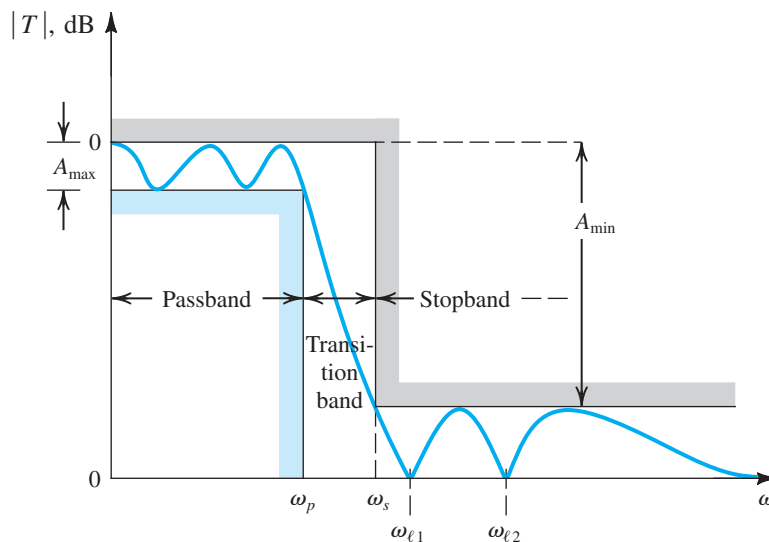 |T|, dB
0
A_max
A_min
Passband
Stopband
Transi-
tion
band
0
ω_p
ω_s
ω
ω_ℓ1
ω_ℓ2